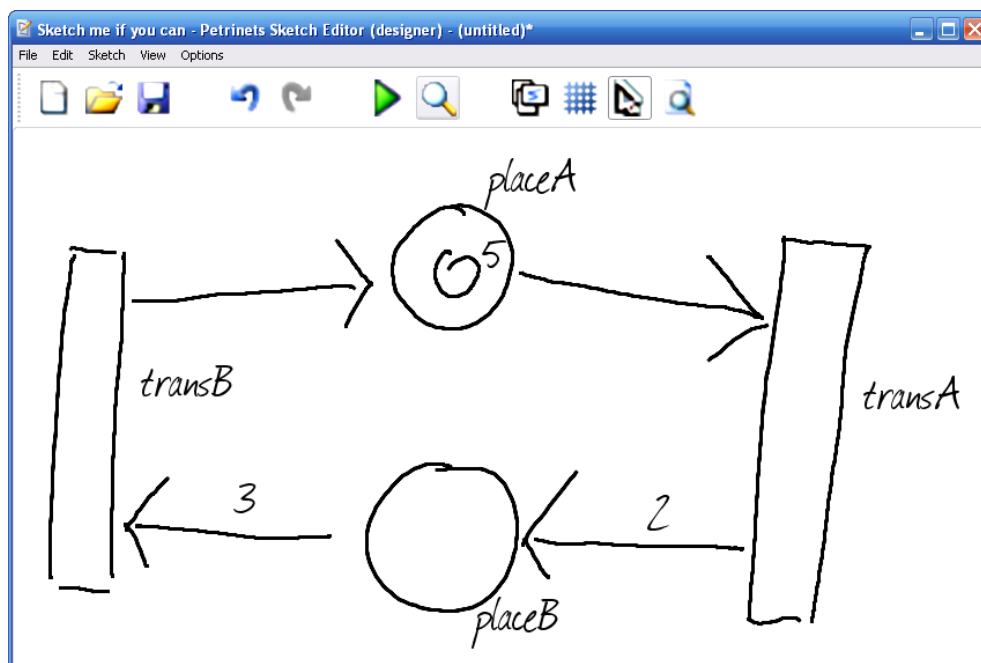 Sketch me if you can - Petrinets Sketch Editor (designer) - (untitled)*
File Edit Sketch View Options
placeA
5
transB
transA
3
2
placeB